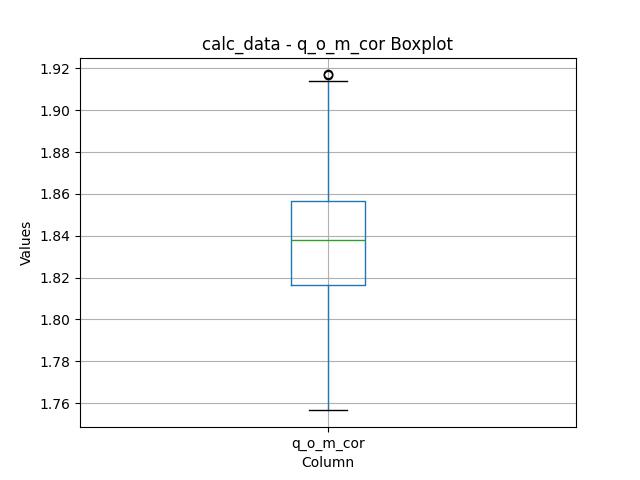 calc_data - q_o_m_cor Boxplot
1.92
1.90
1.88
1.86
1.84
1.82
1.80
1.78
1.76
Values
q_o_m_cor
Column